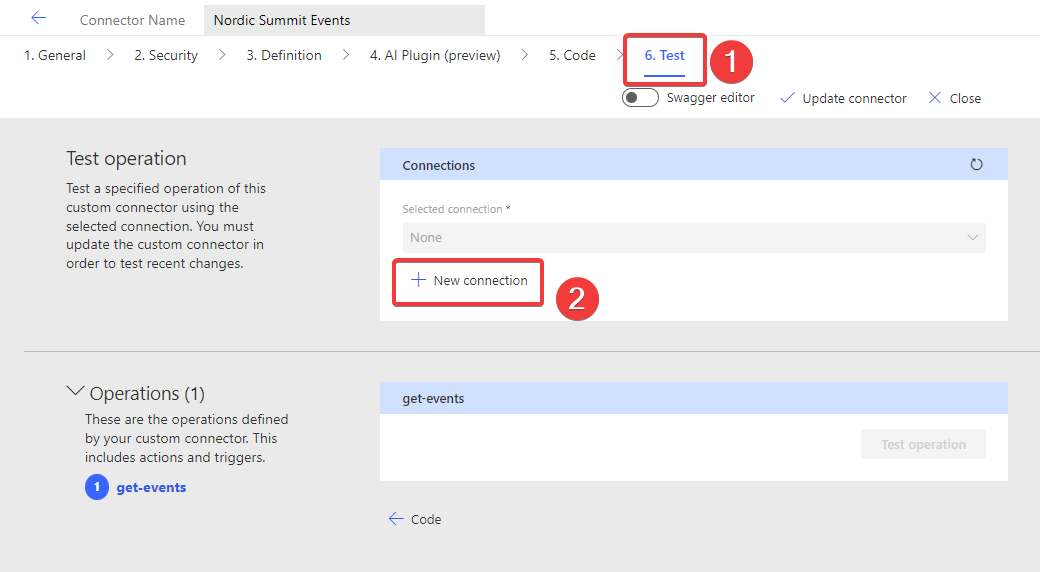 Connector Name Nordic Summit Events
1. General 2. Security 3. Definition 4. AI Plugin (preview) 5. Code 6. Test 1
Swagger editor Update connector Close
Test operation
Test a specified operation of this
custom connector using the
selected connection. You must
update the custom connector in
order to test recent changes.
Connections
Selected connection *
None
New connection
2
Operations (1)
These are the operations defined
by your custom connector. This
includes actions and triggers.
1 get-events
get-events
Test operation
Code